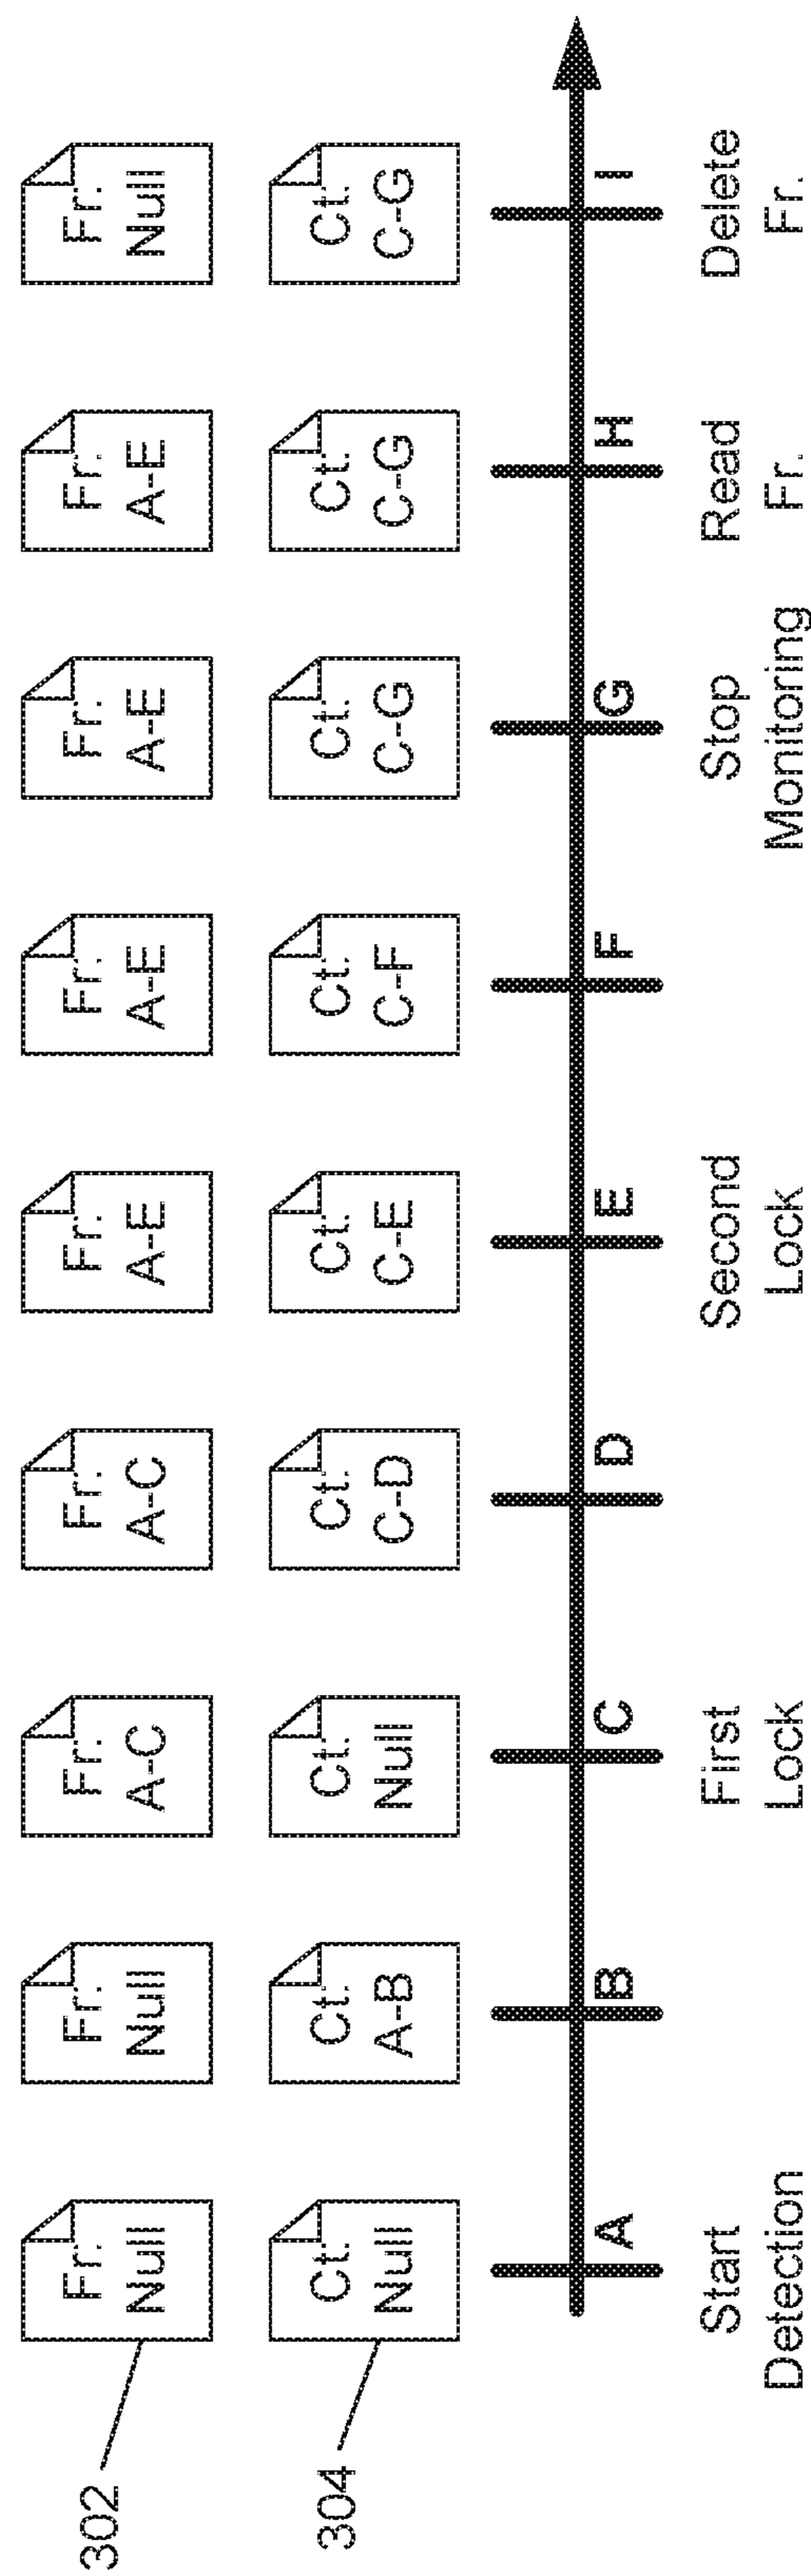 302
Fr.
Null
Fr.
Null
Fr.
A-C
Fr.
A-C
Fr.
A-E
Fr.
A-E
Fr.
A-E
Fr.
A-E
Fr.
Null
304
Ct.
Null
Ct.
A-B
Ct.
Null
Ct.
C-D
Ct.
C-E
Ct.
C-F
Ct.
C-G
Ct.
C-G
Ct.
C-G
A
B
C
D
E
F
G
H
I
Start
Detection
First
Lock
Second
Lock
Stop
Monitoring
Read
Fr.
Delete
Fr.